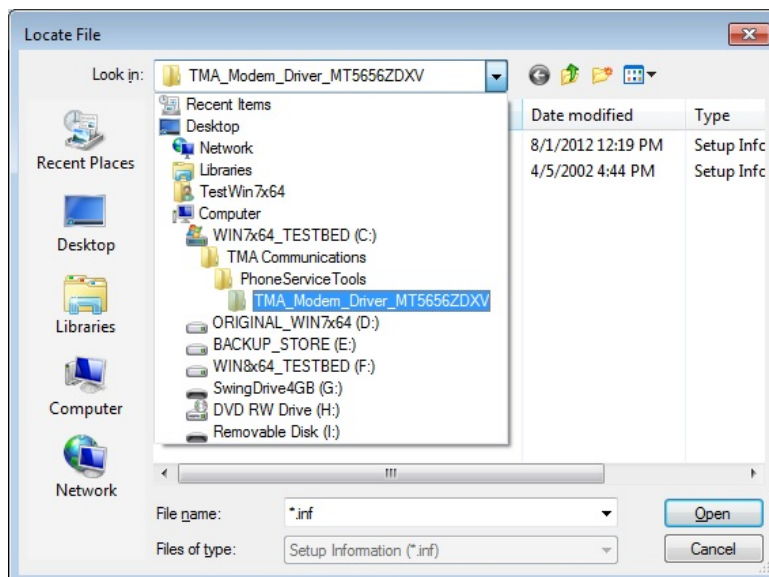 Locate File
Look in:
TMA_Modem_Driver_MT5656ZDXV
Recent Items
Desktop
Network
Libraries
TestWin7x64
Computer
WIN7x64_TESTBED (C:)
TMA Communications
PhoneServiceTools
TMA_Modem_Driver_MT5656ZDXV
ORIGINAL_WIN7x64 (D:)
BACKUP_STORE (E:)
WIN8x64_TESTBED (F:)
SwingDrive4GB (G:)
DVD RW Drive (H:)
Removable Disk (I:)
Date modified
Type
8/1/2012 12:19 PM
Setup Info
4/5/2002 4:44 PM
Setup Info
Recent Places
Desktop
Libraries
Computer
Network
File name:
*.inf
Open
Files of type:
Setup Information (*.inf)
Cancel